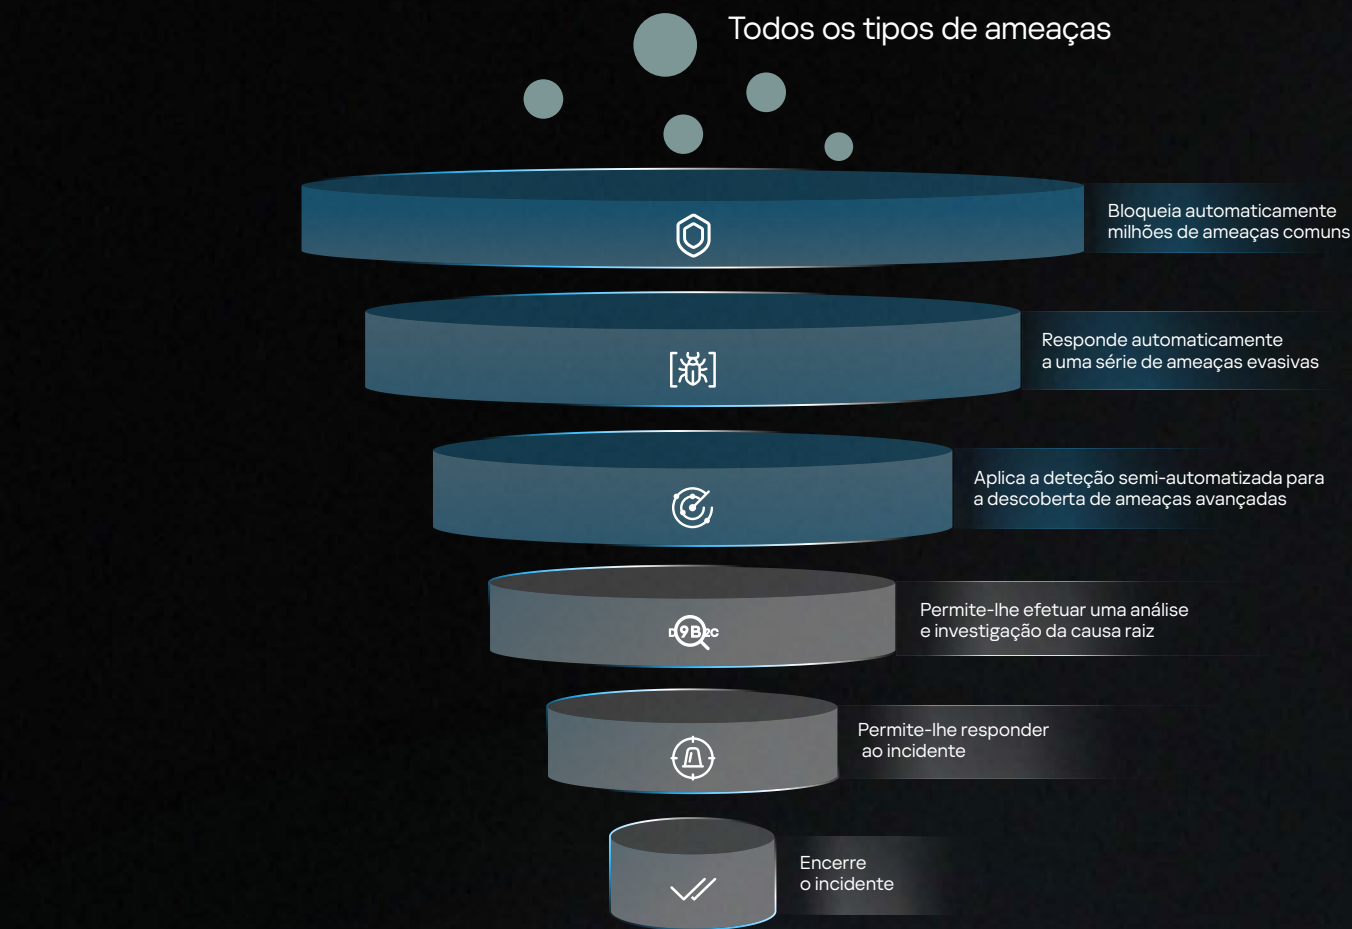 Todos os tipos de ameaças
Bloqueia automaticamente
milhões de ameaças comuns
Responde automaticamente
a uma série de ameaças evasivas
Aplica a deteção semi-automatizada para
a descoberta de ameaças avançadas
D9B2C
Permite-lhe efetuar uma análise
e investigação da causa raiz
Permite-lhe responder
ao incidente
Encerre
o incidente